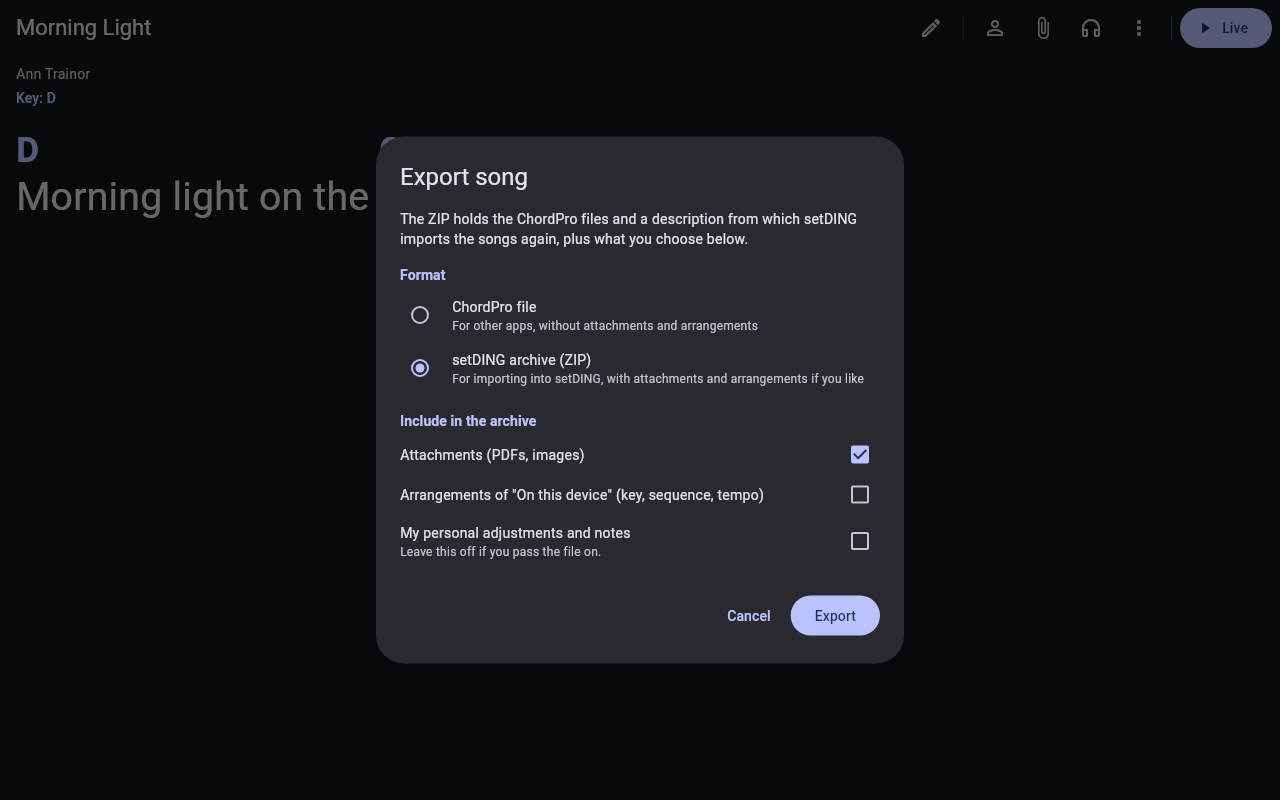 Morning Light
Live
Ann Trainor
Key: D
D
Morning light on the
Export song
The ZIP holds the ChordPro files and a description from which setDING
imports the songs again, plus what you choose below.
Format
ChordPro file
For other apps, without attachments and arrangements
setDING archive (ZIP)
For importing into setDING, with attachments and arrangements if you like
Include in the archive
Attachments (PDFs, images)
Arrangements of "On this device" (key, sequence, tempo)
My personal adjustments and notes
Leave this off if you pass the file on.
Cancel
Export